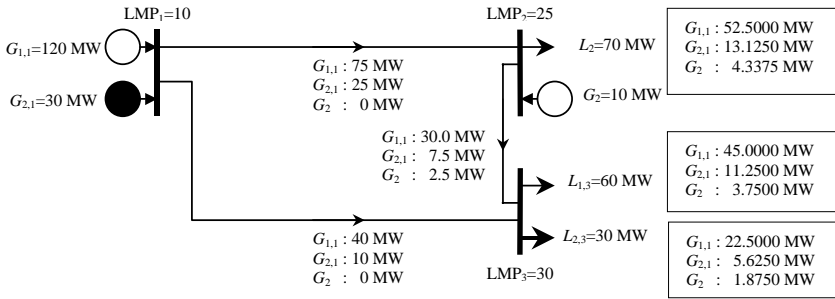 LMP1=10
LMP2=25
G1,1=120 MW
G2,1=30 MW
L2=70 MW
G2=10 MW
G1,1 : 75 MW
G2,1 : 25 MW
G2 : 0 MW
G1,1 : 52.5000 MW
G2,1 : 13.1250 MW
G2 : 4.3375 MW
G1,1 : 30.0 MW
G2,1 : 7.5 MW
G2 : 2.5 MW
L1,3=60 MW
L2,3=30 MW
G1,1 : 45.0000 MW
G2,1 : 11.2500 MW
G2 : 3.7500 MW
G1,1 : 40 MW
G2,1 : 10 MW
G2 : 0 MW
LMP3=30
G1,1 : 22.5000 MW
G2,1 : 5.6250 MW
G2 : 1.8750 MW